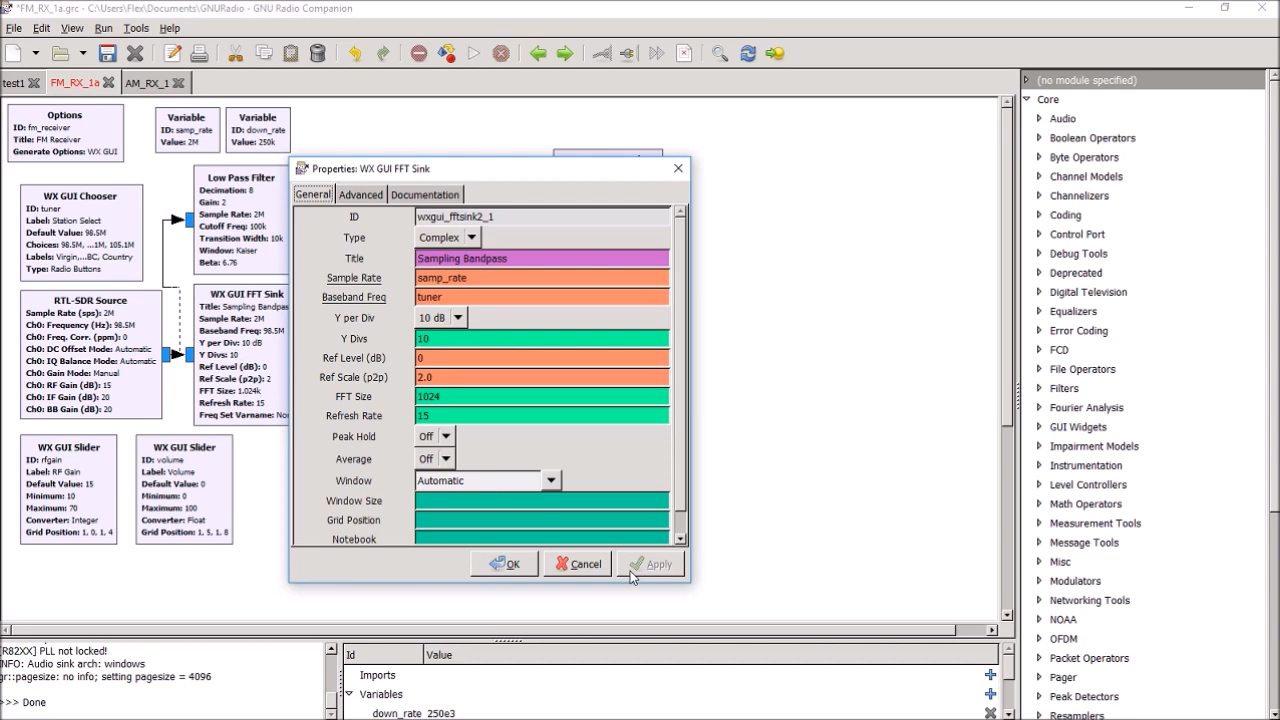 *FM_RX_1a.grc - C:\Users\Flex\Documents\GNURadio - GNU Radio Companion
File Edit View Run Tools Help
test1 FM_RX_1a AM_RX_1
Options
ID: fm_receiver
Title: FM Receiver
Generate Options: WX GUI
Variable
ID: samp_rate
Value: 2M
Variable
ID: down_rate
Value: 250k
WX GUI Chooser
ID: tuner
Label: Station Select
Default Value: 98.5M
Choices: 98.5M, ...1M, 105.1M
Labels: Virgin,...BC, Country
Type: Radio Buttons
Low Pass Filter
Decimation: 8
Gain: 2
Sample Rate: 2M
Cutoff Freq: 100k
Transition Width: 10k
Window: Kaiser
Beta: 6.76
RTL-SDR Source
Sample Rate (sps): 2M
Ch0: Frequency (Hz): 98.5M
Ch0: Freq. Corr. (ppm): 0
Ch0: DC Offset Mode: Automatic
Ch0: IQ Balance Mode: Automatic
Ch0: Gain Mode: Manual
Ch0: RF Gain (dB): 15
Ch0: IF Gain (dB): 20
Ch0: BB Gain (dB): 20
WX GUI FFT Sink
Title: Sampling Bandpass
Sample Rate: 2M
Baseband Freq: 98.5M
Y per Div: 10 dB
Y Divs: 10
Ref Level (dB): 0
Ref Scale (p2p): 2
FFT Size: 1.024k
Refresh Rate: 15
Freq Set Varname: No
WX GUI Slider
ID: rfgain
Label: RF Gain
Default Value: 15
Minimum: 10
Maximum: 70
Converter: Integer
Grid Position: 1, 0, 1, 4
WX GUI Slider
ID: volume
Label: Volume
Default Value: 0
Minimum: 0
Maximum: 100
Converter: Float
Grid Position: 1, 5, 1, 8
Properties: WX GUI FFT Sink
General Advanced Documentation
ID wxgui_fftsink2_1
Type Complex
Title Sampling Bandpass
Sample Rate samp_rate
Baseband Freq tuner
Y per Div 10 dB
Y Divs 10
Ref Level (dB) 0
Ref Scale (p2p) 2.0
FFT Size 1024
Refresh Rate 15
Peak Hold Off
Average Off
Window Automatic
Window Size
Grid Position
Notebook
OK Cancel Apply
(no module specified)
Core
Audio
Boolean Operators
Byte Operators
Channel Models
Channelizers
Coding
Control Port
Debug Tools
Deprecated
Digital Television
Equalizers
Error Coding
FCD
File Operators
Filters
Fourier Analysis
GUI Widgets
Impairment Models
Instrumentation
Level Controllers
Math Operators
Measurement Tools
Message Tools
Misc
Modulators
Networking Tools
NOAA
OFDM
Packet Operators
Pager
Peak Detectors
Resamplers
[R82XX] PLL not locked!
INFO: Audio sink arch: windows
gr::pagesize: no info; setting pagesize = 4096
>>> Done
Id Value
Imports
Variables
down_rate 250e3